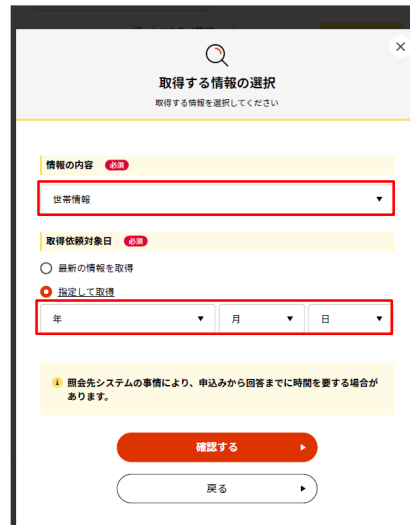 取得する情報の選択
取得する情報を選択してください
情報の内容 必須
世帯情報
取得依頼対象日 必須
最新の情報を取得
指定して取得
年 月 日
照会先システムの事情により、申込みから回答までに時間を要する場合が
あります。
確認する
戻る